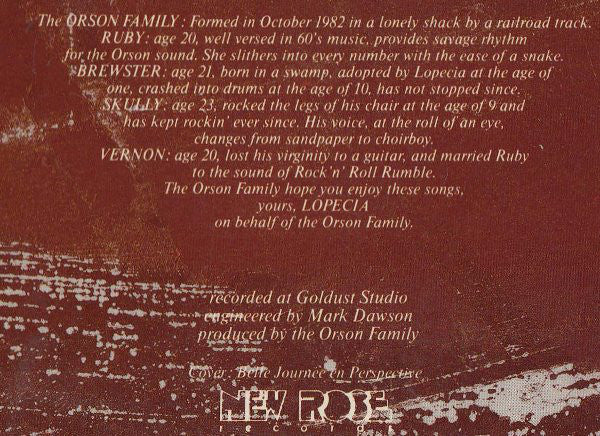 The ORSON FAMILY: Formed in October 1982 in a lonely shack by a railroad track.
RUBY: age 20, well versed in 60's music, provides savage rhythm
for the Orson sound. She slithers into every number with the ease of a snake.
BREWSTER: age 21, born in a swamp, adopted by Lopecia at the age of
one, crashed into drums at the age of 10, has not stopped since.
SKULLY: age 23, rocked the legs of his chair at the age of 9 and
has kept rockin' ever since. His voice, at the roll of an eye,
changes from sandpaper to choirboy.
VERNON: age 20, lost his virginity to a guitar, and married Ruby
to the sound of Rock'n' Roll Rumble.
The Orson Family hope you enjoy these songs,
yours, LOPECIA
on behalf of the Orson Family.
recorded at Goldust Studio
engineered by Mark Dawson
produced by the Orson Family
Cover: Belle Journée en Perspective
NEW ROSE
records